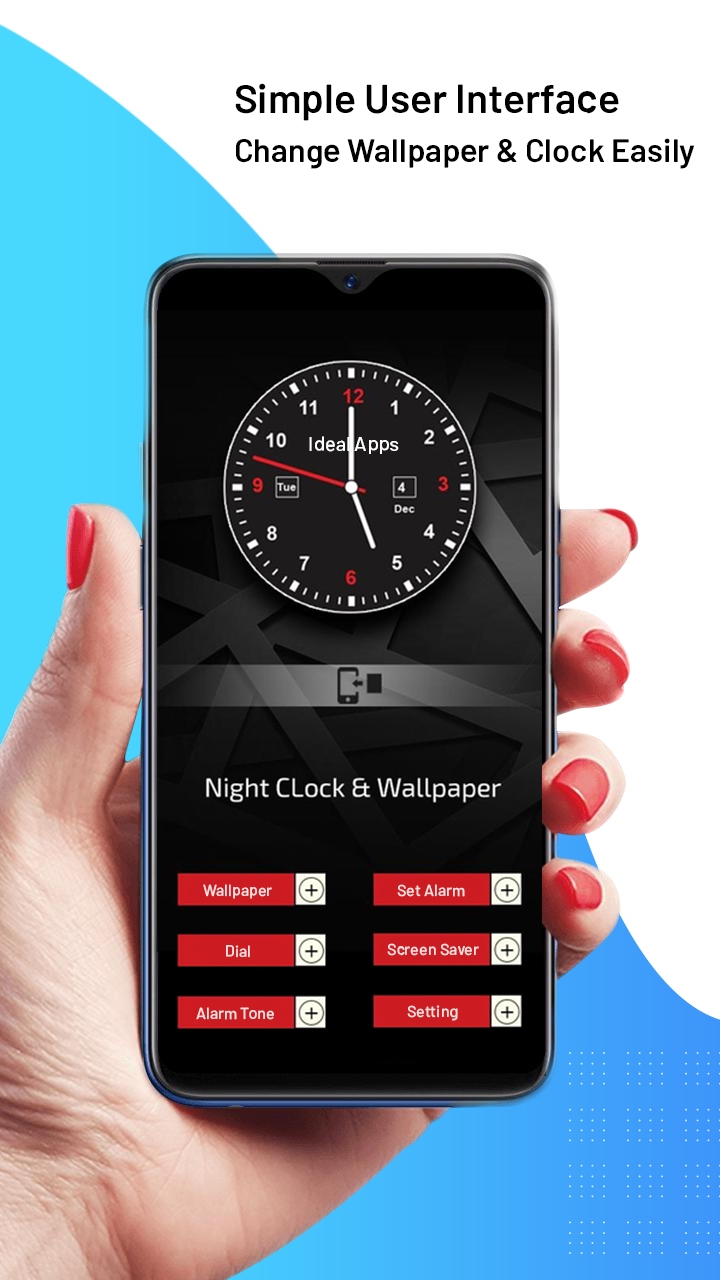 Simple User Interface
Change Wallpaper & Clock Easily
12
11
1
10
Ideal Apps
2
9
Tue
4
3
Dec
8
4
7
5
6
Night CLock & Wallpaper
Wallpaper
Set Alarm
Dial
Screen Saver
Alarm Tone
Setting